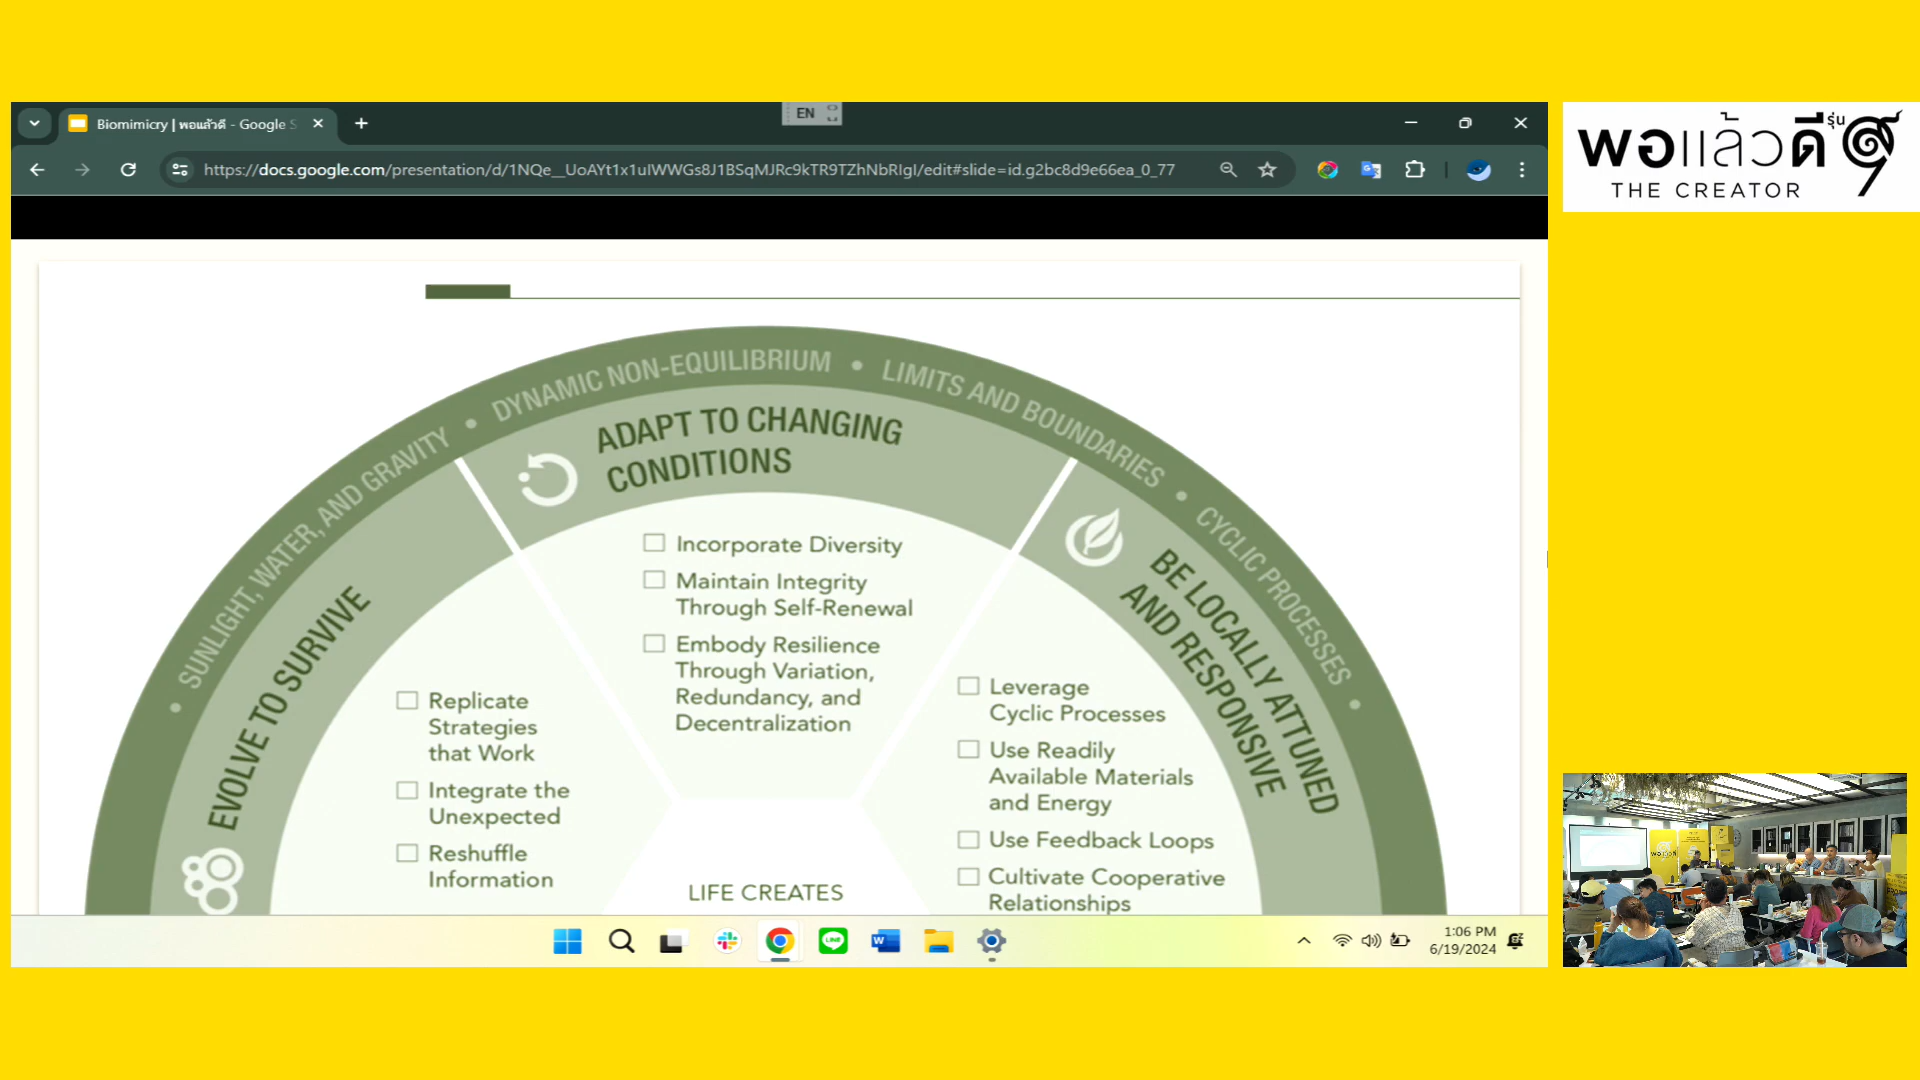 Biomimicry | พอแล้วดี - Google S
EN
https://docs.google.com/presentation/d/1NQe__UoAYt1x1uIWWGs8J1BSqMJRc9kTR9TZhNbRIgI/edit#slide=id.g2bc8d9e66ea_0_77
พอแล้วดี รุ่น ๙
THE CREATOR
SUNLIGHT, WATER, AND GRAVITY • DYNAMIC NON-EQUILIBRIUM • LIMITS AND BOUNDARIES • CYCLIC PROCESSES •
EVOLVE TO SURVIVE
Replicate
Strategies
that Work
Integrate the
Unexpected
Reshuffle
Information
ADAPT TO CHANGING
CONDITIONS
Incorporate Diversity
Maintain Integrity
Through Self-Renewal
Embody Resilience
Through Variation,
Redundancy, and
Decentralization
BE LOCALLY ATTUNED
AND RESPONSIVE
Leverage
Cyclic Processes
Use Readily
Available Materials
and Energy
Use Feedback Loops
Cultivate Cooperative
Relationships
LIFE CREATES
1:06 PM
6/19/2024